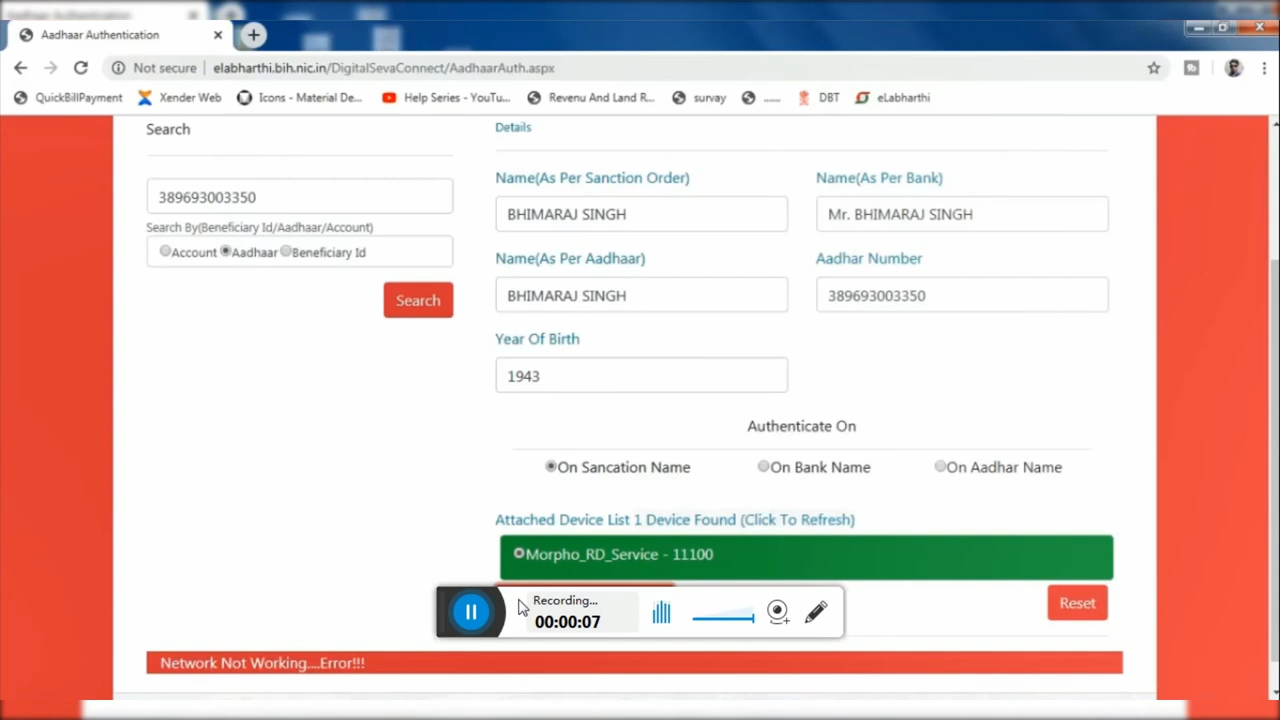 Aadhaar Authentication
Not secure
elabharthi.bih.nic.in/DigitalSevaConnect/AadhaarAuth.aspx
QuickBillPayment
Xender Web
Icons - Material De...
Help Series - YouTu...
Revenu And Land R...
survay
......
DBT
eLabharthi
Search
Details
389693003350
Search By(Beneficiary Id/Aadhaar/Account)
Account Aadhaar Beneficiary Id
Search
Name(As Per Sanction Order)
Name(As Per Bank)
BHIMARAJ SINGH
Mr. BHIMARAJ SINGH
Name(As Per Aadhaar)
Aadhar Number
BHIMARAJ SINGH
389693003350
Year Of Birth
1943
Authenticate On
On Sancation Name
On Bank Name
On Aadhar Name
Attached Device List 1 Device Found (Click To Refresh)
Morpho_RD_Service - 11100
Recording...
00:00:07
Reset
Network Not Working....Error!!!